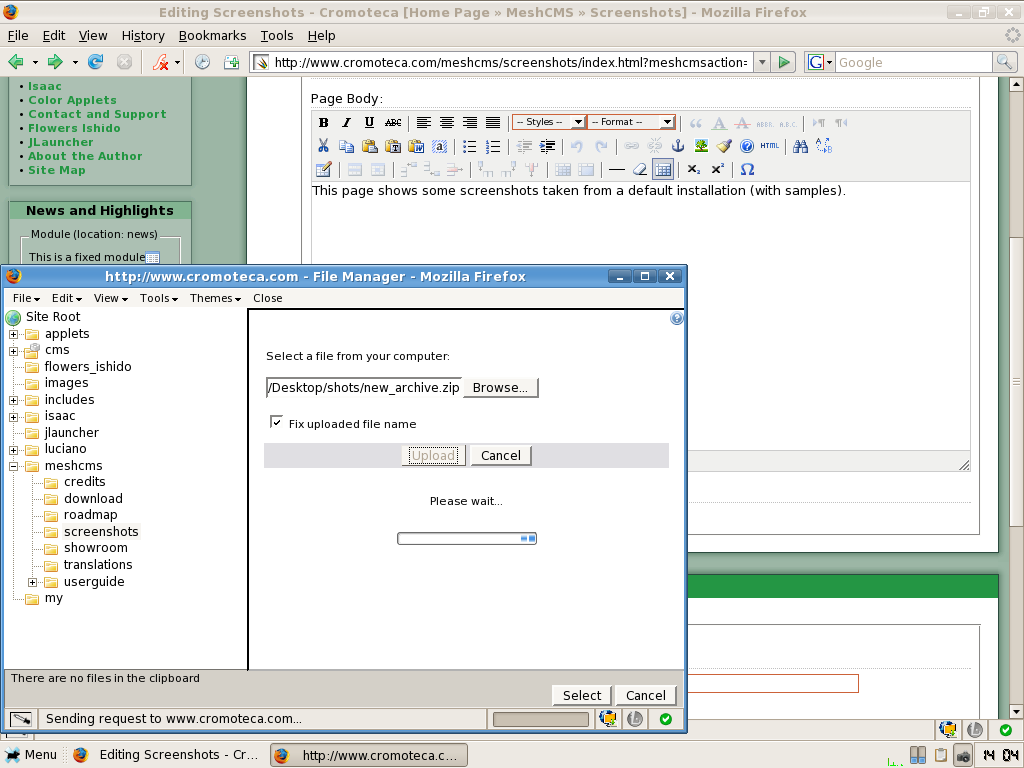 Editing Screenshots - Cromoteca [Home Page » MeshCMS » Screenshots] - Mozilla Firefox
File Edit View History Bookmarks Tools Help
http://www.cromoteca.com/meshcms/screenshots/index.html?meshcmsaction=
Google
• Isaac
• Color Applets
• Contact and Support
• Flowers Ishido
• JLauncher
• About the Author
• Site Map
News and Highlights
Module (location: news)
This is a fixed module
Page Body:
B I U ABC -- Styles -- -- Format -- A A ABBR A.B.C.
HTML
This page shows some screenshots taken from a default installation (with samples).
http://www.cromoteca.com - File Manager - Mozilla Firefox
File Edit View Tools Themes Close
Site Root
applets
cms
flowers_ishido
images
includes
isaac
jlauncher
luciano
meshcms
credits
download
roadmap
screenshots
showroom
translations
userguide
my
Select a file from your computer:
/Desktop/shots/new_archive.zip Browse...
Fix uploaded file name
Upload Cancel
Please wait...
There are no files in the clipboard
Select Cancel
Sending request to www.cromoteca.com...
Menu Editing Screenshots - Cr... http://www.cromoteca.c... 14 04